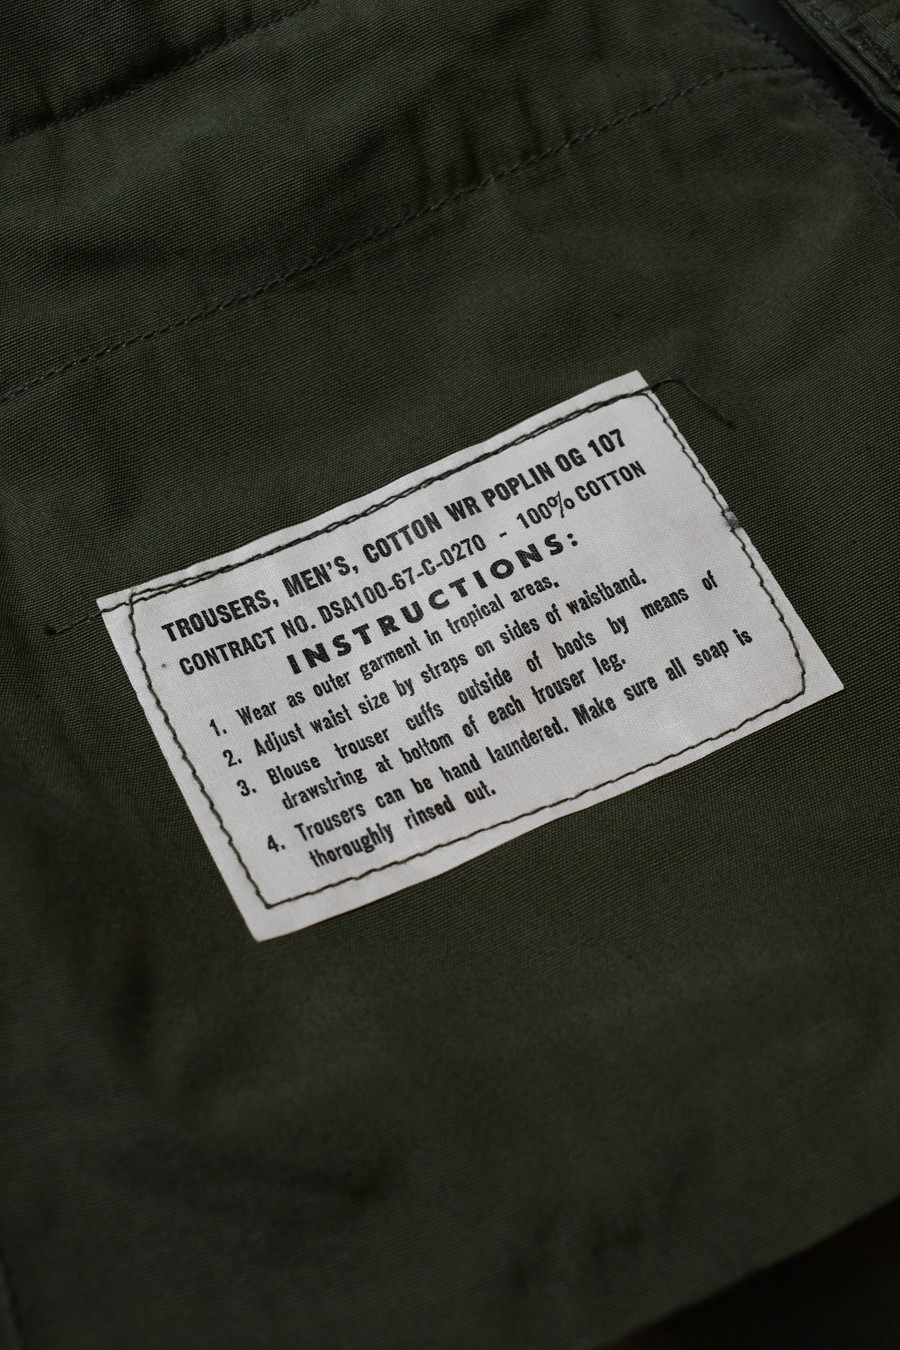 TROUSERS, MEN'S, COTTON WR POPLIN OG 107
CONTRACT NO. DSA100-67-C-0270 - 100% COTTON
INSTRUCTIONS:
1. Wear as outer garment in tropical areas.
2. Adjust waist size by straps on sides of waistband.
3. Blouse trouser cuffs outside of boots by means of
drawstring at bottom of each trouser leg.
4. Trousers can be hand laundered. Make sure all soap is
thoroughly rinsed out.